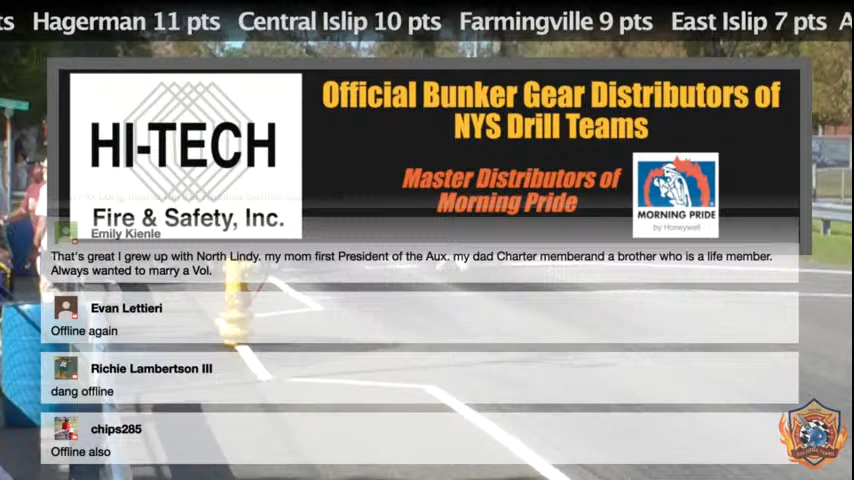 ts Hagerman 11 pts Central Islip 10 pts Farmingville 9 pts East Islip 7 pts A
HI-TECH
Fire & Safety, Inc.
Official Bunker Gear Distributors of
NYS Drill Teams
Master Distributors of
Morning Pride
MORNING PRIDE
by Honeywell
Emily Kienle
That's great I grew up with North Lindy. my mom first President of the Aux. my dad Charter memberand a brother who is a life member.
Always wanted to marry a Vol.
Evan Lettieri
Offline again
Richie Lambertson III
dang offline
chips285
Offline also